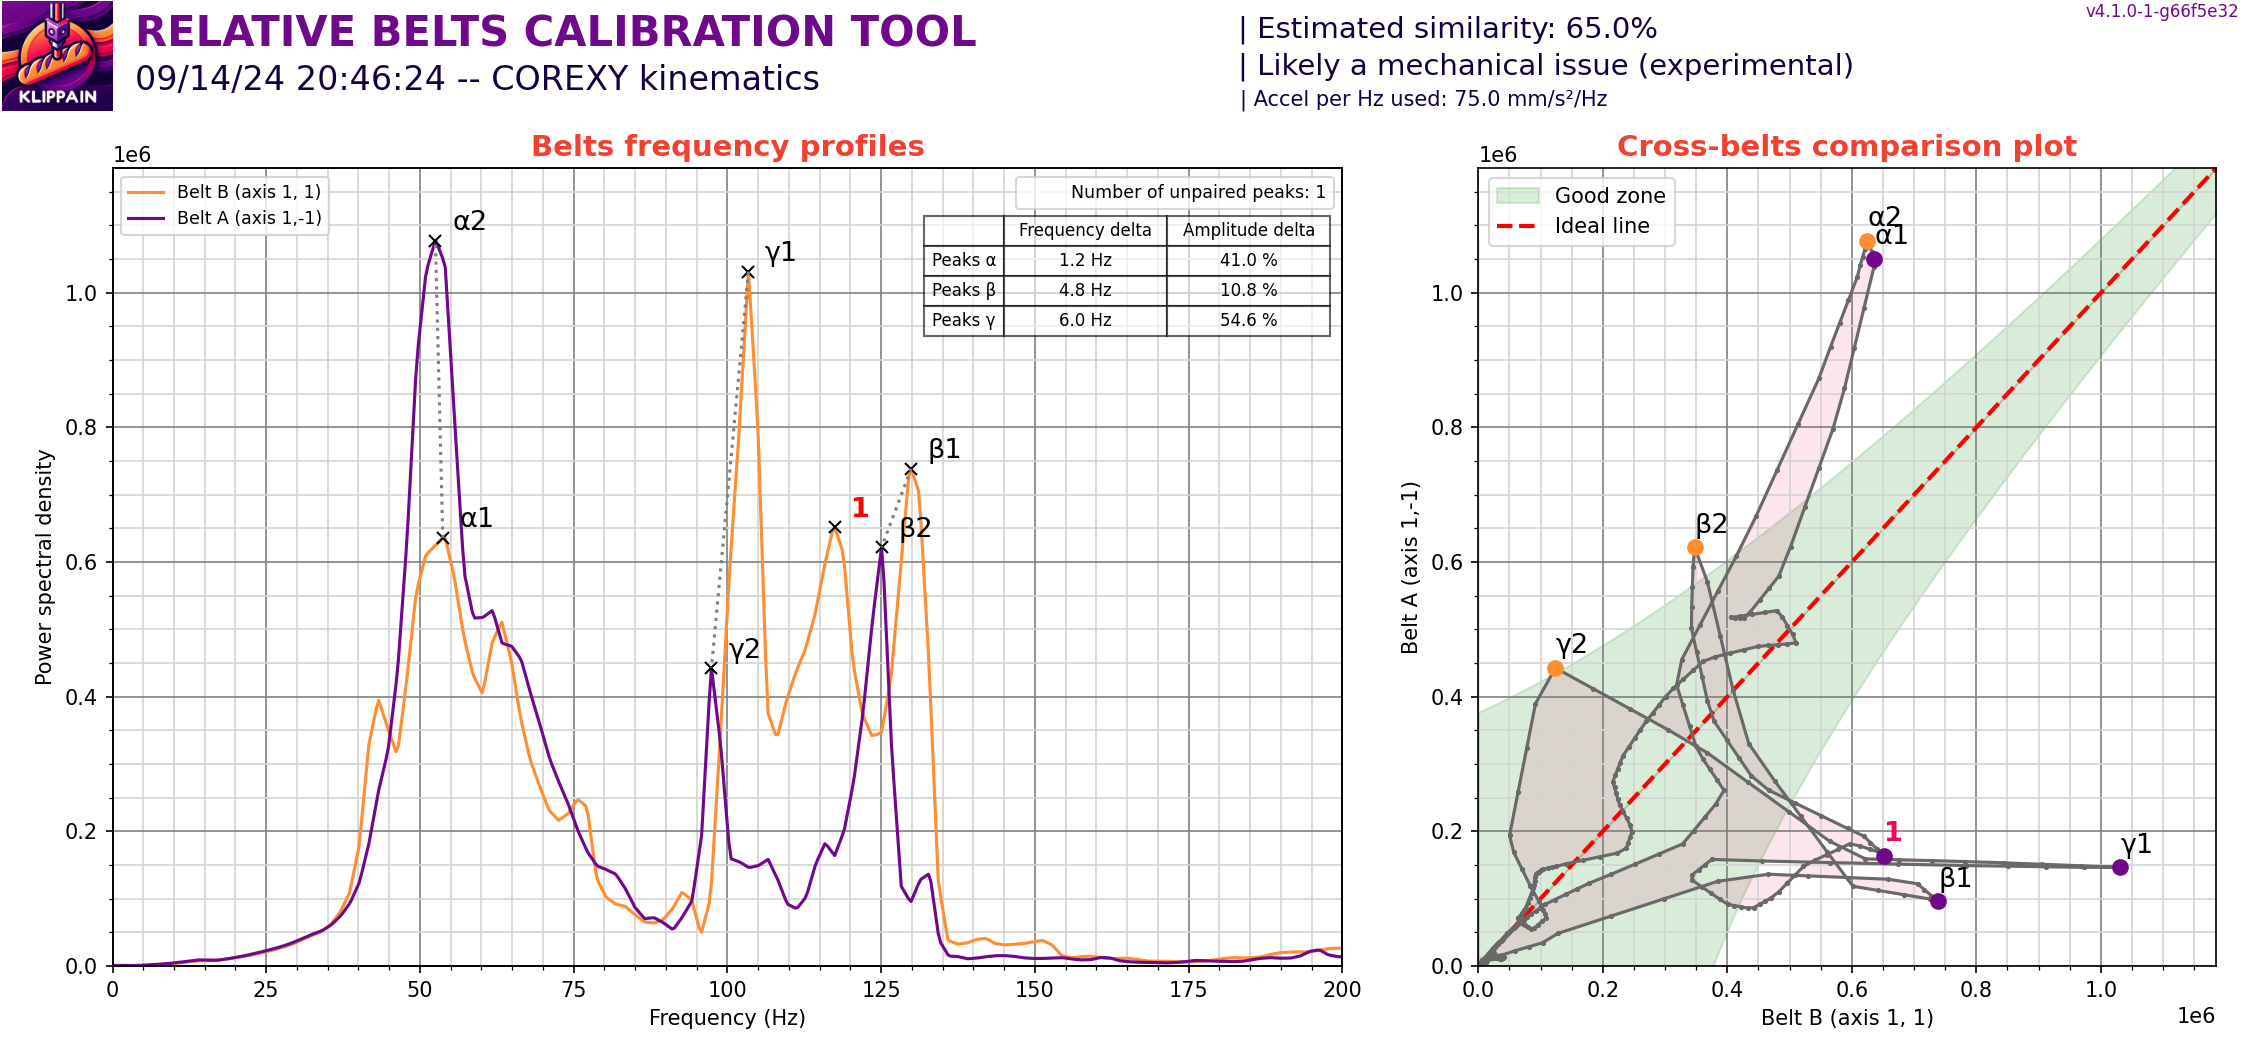 KLIPPAIN
RELATIVE BELTS CALIBRATION TOOL
09/14/24 20:46:24 -- COREXY kinematics
| Estimated similarity: 65.0%
| Likely a mechanical issue (experimental)
| Accel per Hz used: 75.0 mm/s²/Hz
v4.1.0-1-g66f5e32
Belts frequency profiles
1e6
Belt B (axis 1, 1)
Belt A (axis 1,-1)
Number of unpaired peaks: 1
Frequency delta Amplitude delta
Peaks α 1.2 Hz 41.0 %
Peaks β 4.8 Hz 10.8 %
Peaks γ 6.0 Hz 54.6 %
α2
γ1
β1
1
α1
β2
γ2
1.0
0.8
0.6
0.4
0.2
0.0
Power spectral density
0 25 50 75 100 125 150 175 200
Frequency (Hz)
Cross-belts comparison plot
1e6
Good zone
Ideal line
α2
α1
β2
γ2
1
γ1
β1
1.0
0.8
0.6
0.4
0.2
0.0
Belt A (axis 1,-1)
0.0 0.2 0.4 0.6 0.8 1.0
Belt B (axis 1, 1)
1e6